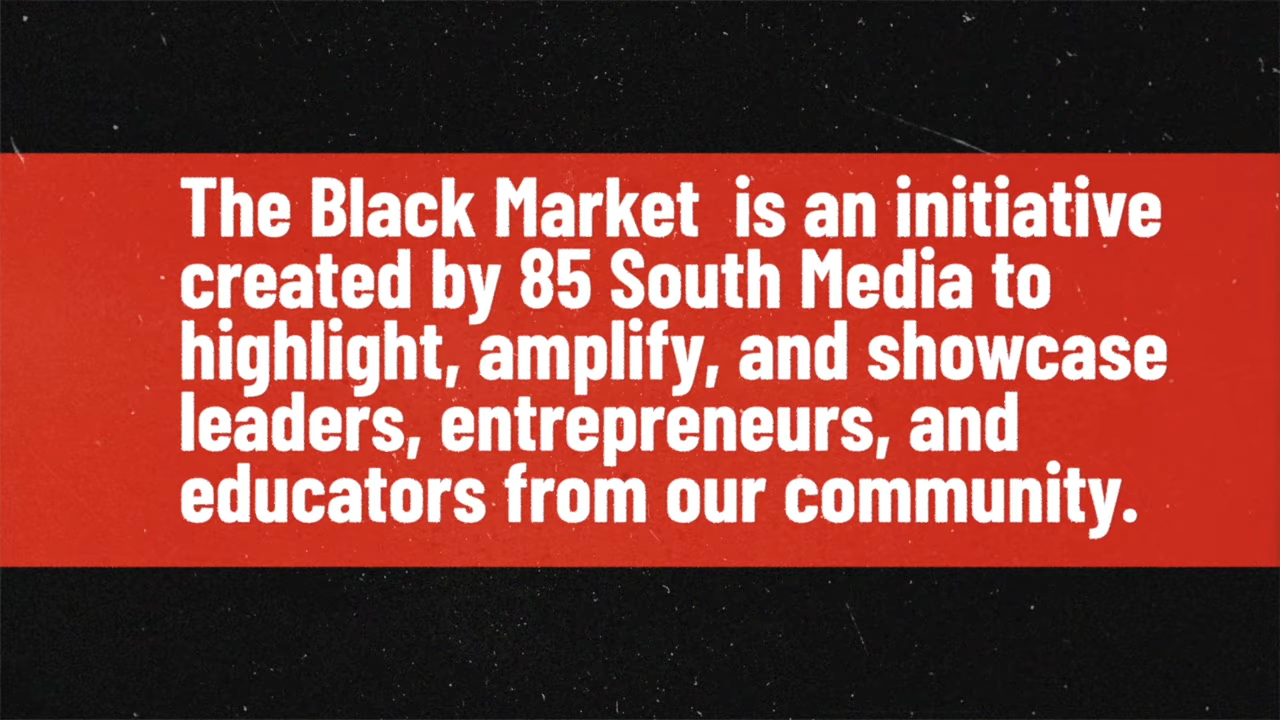 The Black Market  is an initiative
created by 85 South Media to
highlight, amplify, and showcase
leaders, entrepreneurs, and
educators from our community.